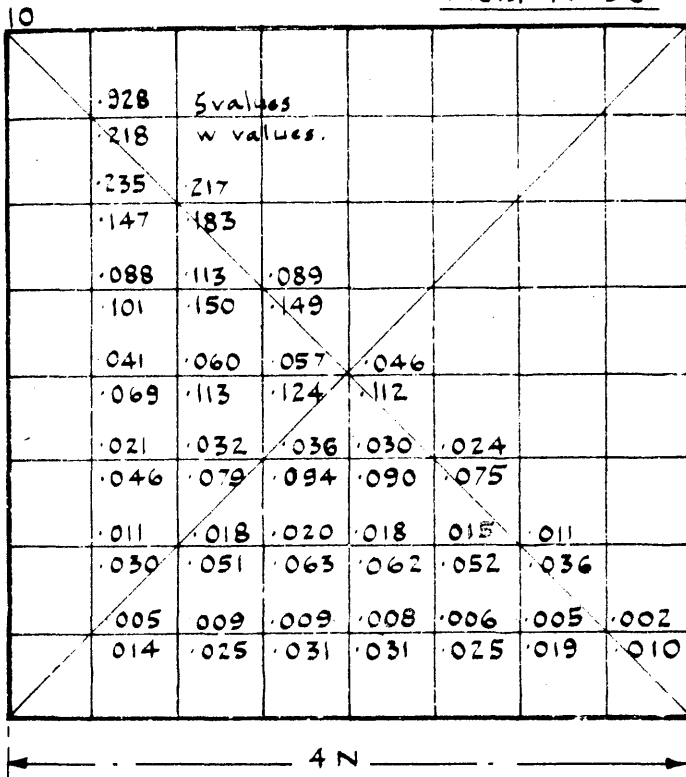 10
.928 5values
.218 w values.
.235 .217
.147 .183
.088 .113 .089
.101 .150 .149
.041 .060 .057 .046
.069 .113 .124 .112
.021 .032 .036 .030 .024
.046 .079 .094 .090 .075
.011 .018 .020 .018 015 .011
.030 .051 .063 .062 .052 .036
.005 009 .009 .008 .006 .005 .002
014 .025 .031 .031 .025 .019 .010
4 N